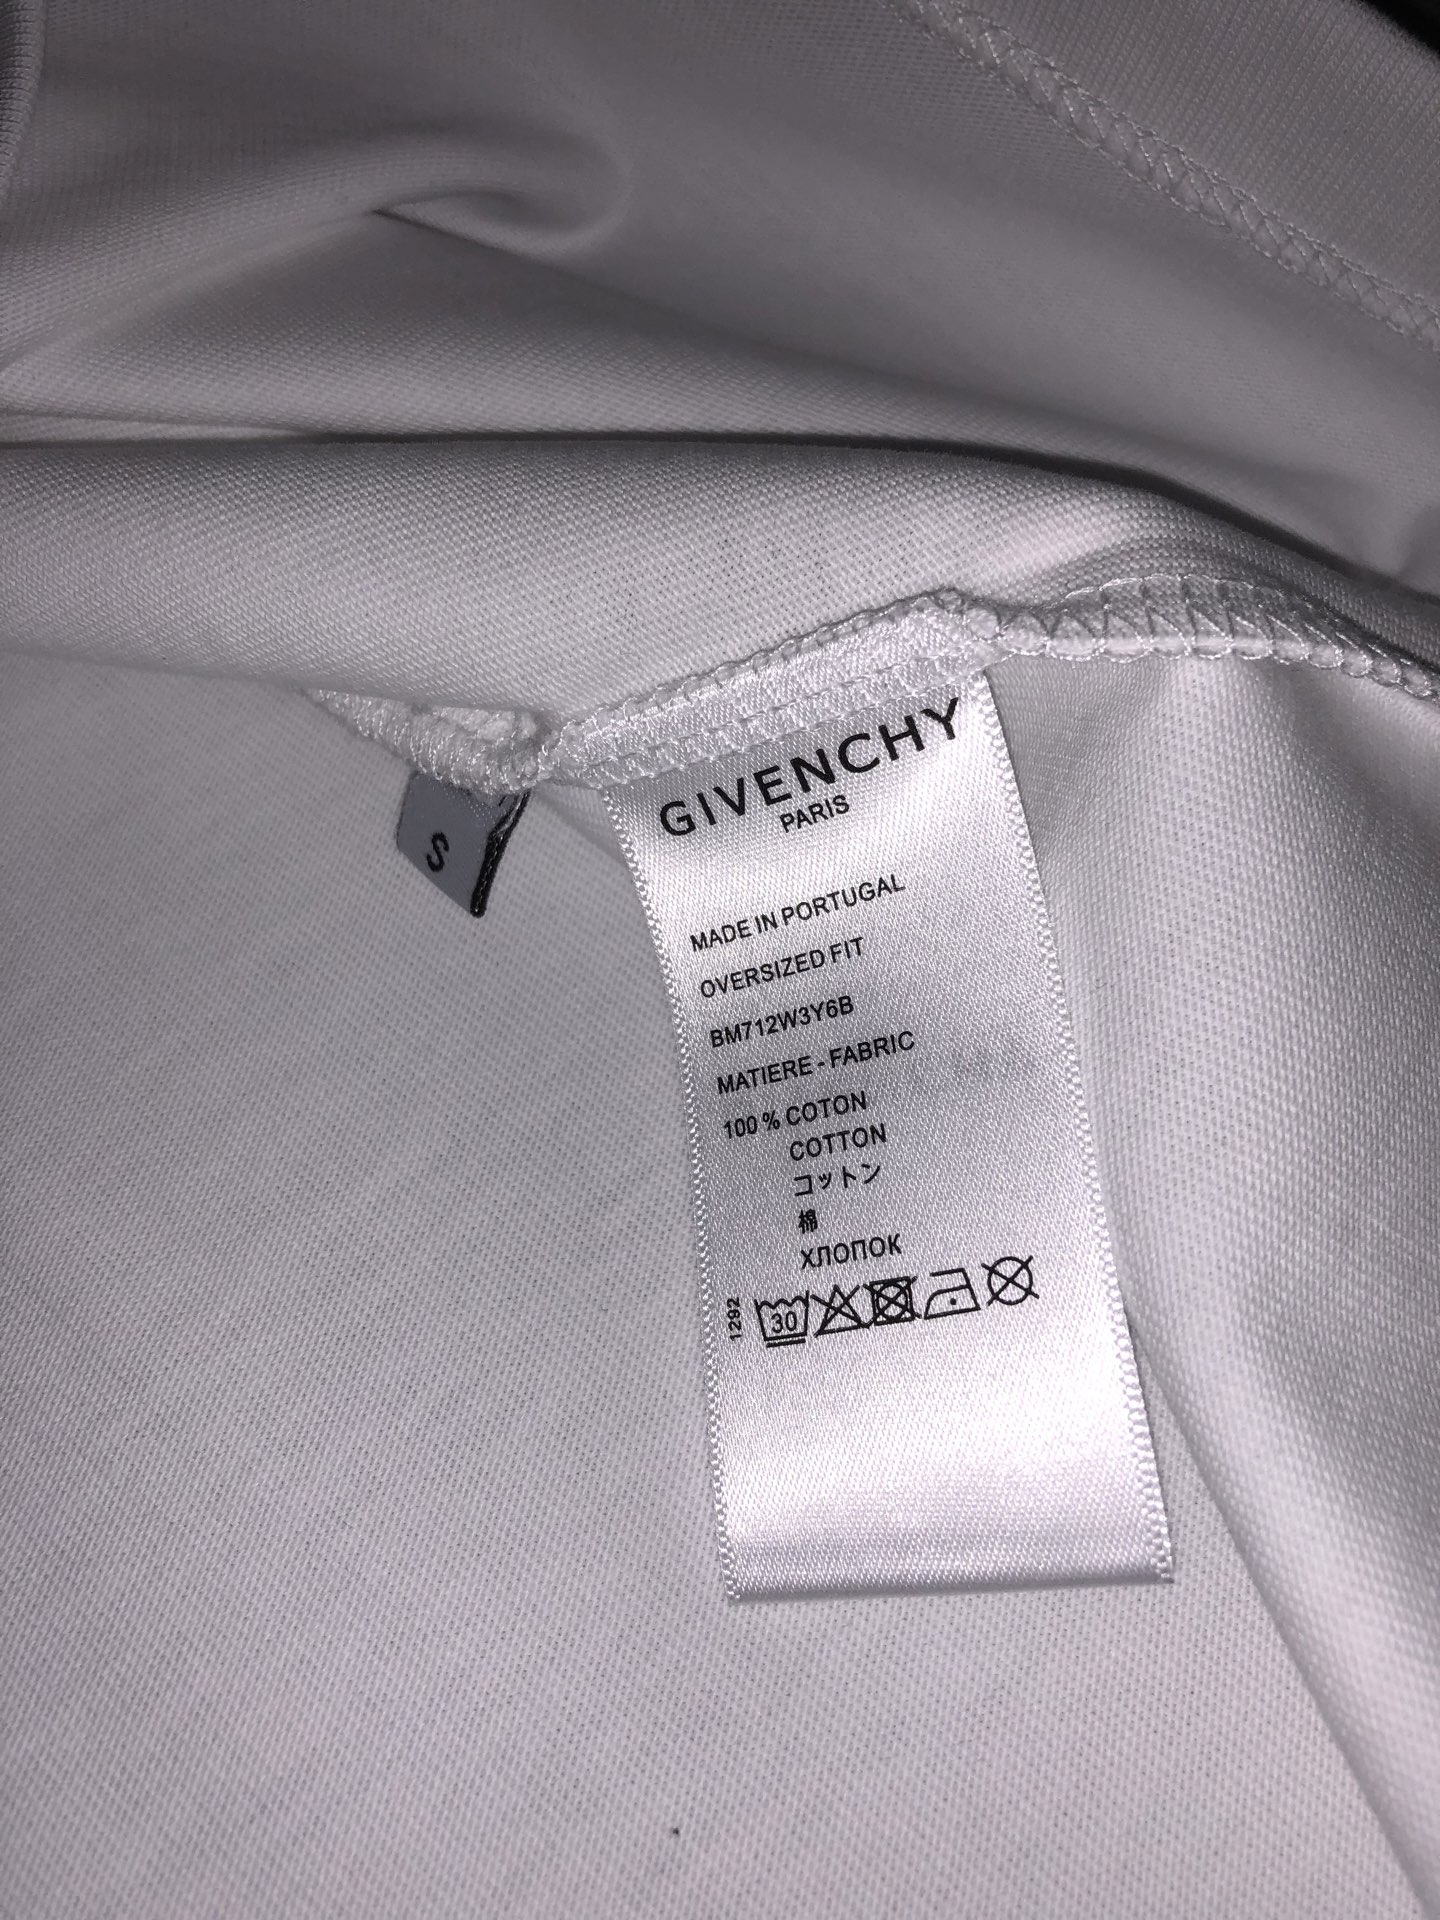 GIVENCHY
PARIS
MADE IN PORTUGAL
OVERSIZED FIT
BM712W3Y6B
MATIERE - FABRIC
100 % COTON
COTTON
コットン
棉
ХЛОПОК
1292
30
S